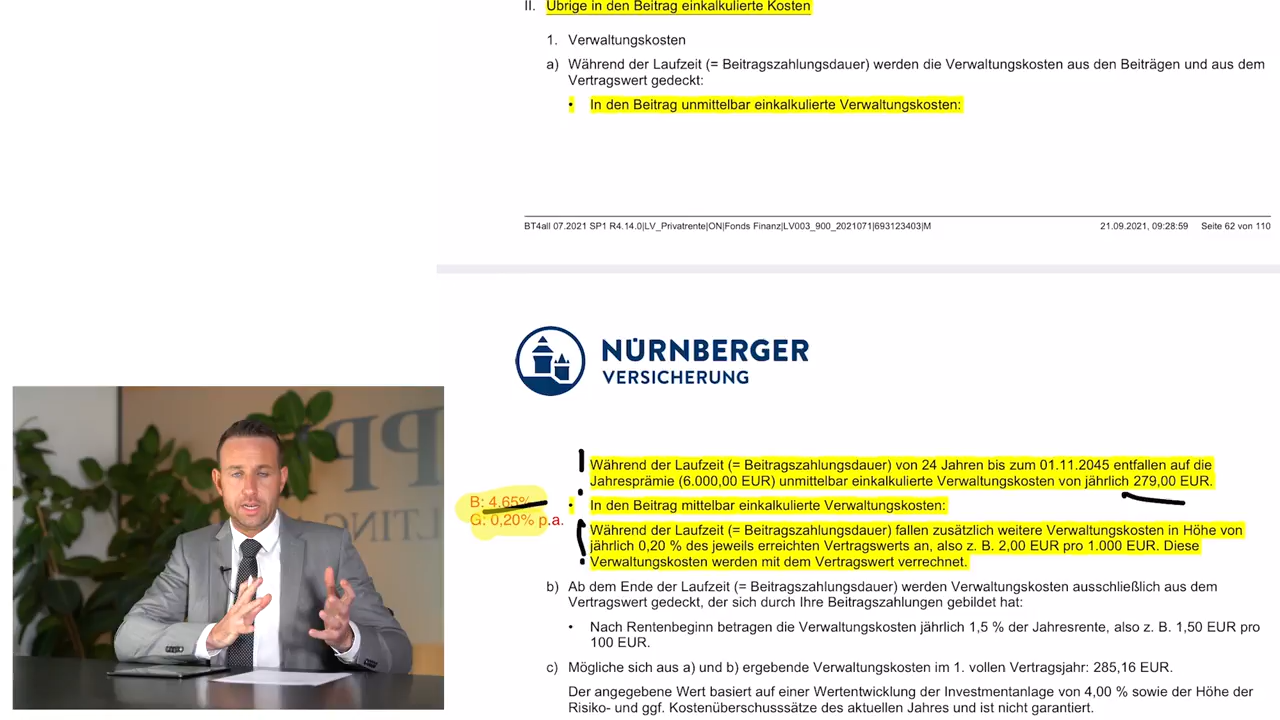 II. Übrige in den Beitrag einkalkulierte Kosten
1. Verwaltungskosten
a) Während der Laufzeit (= Beitragszahlungsdauer) werden die Verwaltungskosten aus den Beiträgen und aus dem
Vertragswert gedeckt:
• In den Beitrag unmittelbar einkalkulierte Verwaltungskosten:
BT4all 07.2021 SP1 R4.14.0|LV_Privatrente|ON|Fonds Finanz|LV003_900_2021071|693123403|M 21.09.2021, 09:28:59 Seite 62 von 110
NÜRNBERGER
VERSICHERUNG
Während der Laufzeit (= Beitragszahlungsdauer) von 24 Jahren bis zum 01.11.2045 entfallen auf die
Jahresprämie (6.000,00 EUR) unmittelbar einkalkulierte Verwaltungskosten von jährlich 279,00 EUR.
B: 4.65%
G: 0,20% p.a.
• In den Beitrag mittelbar einkalkulierte Verwaltungskosten:
Während der Laufzeit (= Beitragszahlungsdauer) fallen zusätzlich weitere Verwaltungskosten in Höhe von
jährlich 0,20 % des jeweils erreichten Vertragswerts an, also z. B. 2,00 EUR pro 1.000 EUR. Diese
Verwaltungskosten werden mit dem Vertragswert verrechnet.
b) Ab dem Ende der Laufzeit (= Beitragszahlungsdauer) werden Verwaltungskosten ausschließlich aus dem
Vertragswert gedeckt, der sich durch Ihre Beitragszahlungen gebildet hat:
• Nach Rentenbeginn betragen die Verwaltungskosten jährlich 1,5 % der Jahresrente, also z. B. 1,50 EUR pro
100 EUR.
c) Mögliche sich aus a) und b) ergebende Verwaltungskosten im 1. vollen Vertragsjahr: 285,16 EUR.
Der angegebene Wert basiert auf einer Wertentwicklung der Investmentanlage von 4,00 % sowie der Höhe der
Risiko- und ggf. Kostenüberschusssätze des aktuellen Jahres und ist nicht garantiert.